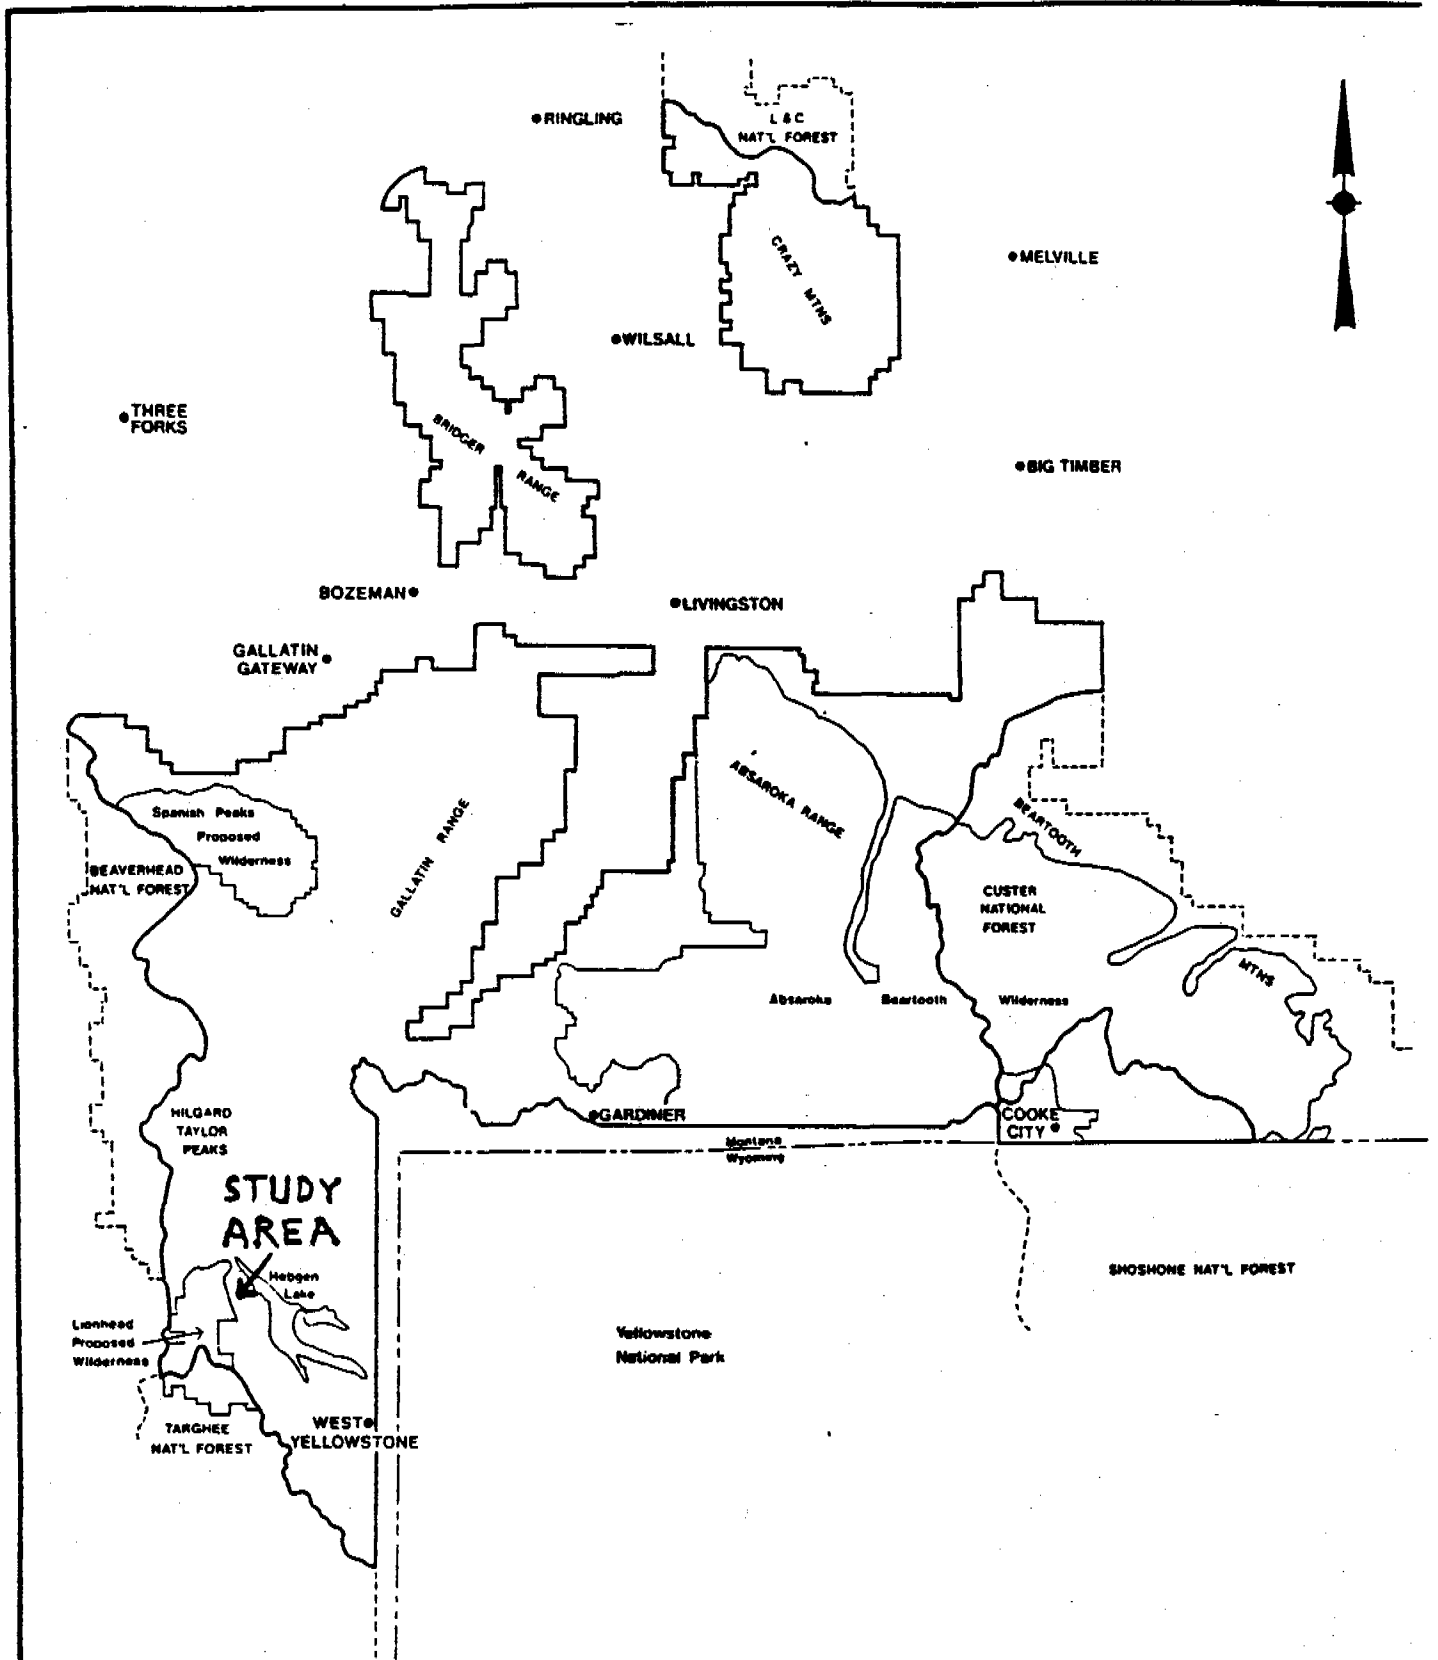 RINGLING
L & C
NAT'L FOREST
CRAZY MTNS
MELVILLE
WILSALL
THREE
FORKS
BRIDGER
RANGE
BIG TIMBER
BOZEMAN
LIVINGSTON
GALLATIN
GATEWAY
Spanish Peaks
Proposed
Wilderness
BEAVERHEAD
NAT'L FOREST
GALLATIN RANGE
ABSAROKA RANGE
BEARTOOTH
CUSTER
NATIONAL
FOREST
MTNS
Absaroka Beartooth Wilderness
HILGARD
TAYLOR
PEAKS
GARDINER
COOKE
CITY
Montana
Wyoming
STUDY
AREA
Hebgen
Lake
SHOSHONE NAT'L FOREST
Lionhead
Proposed
Wilderness
Yellowstone
National Park
WEST
YELLOWSTONE
TARGHEE
NAT'L FOREST